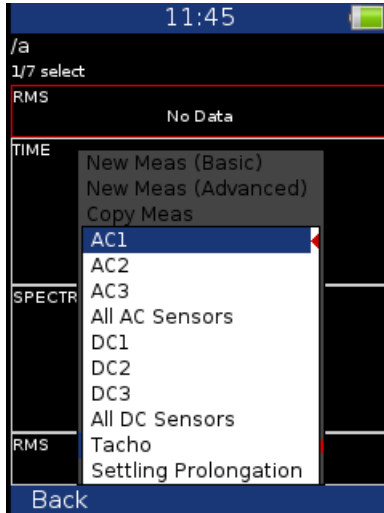 11:45
/a
1/7 select
RMS
No Data
TIME
New Meas (Basic)
New Meas (Advanced)
Copy Meas
AC1
AC2
AC3
SPECTR
All AC Sensors
DC1
DC2
DC3
All DC Sensors
RMS
Tacho
Settling Prolongation
Back